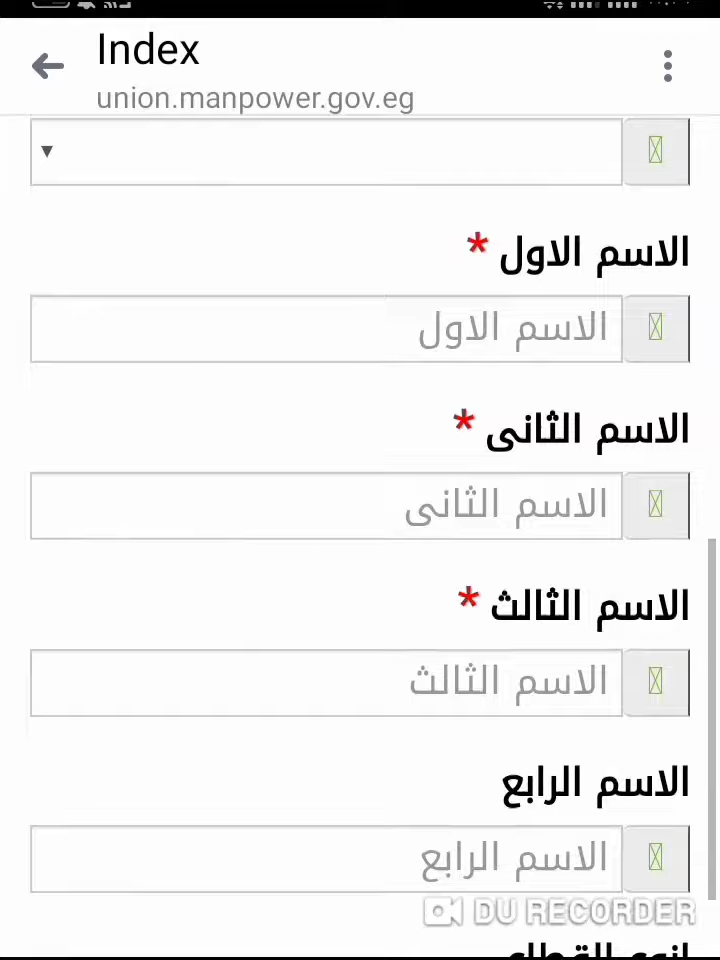 Index
union.manpower.gov.eg
الاسم الاول *
الاسم الاول
الاسم الثانى *
الاسم الثانى
الاسم الثالث *
الاسم الثالث
الاسم الرابع
الاسم الرابع
DU RECORDER